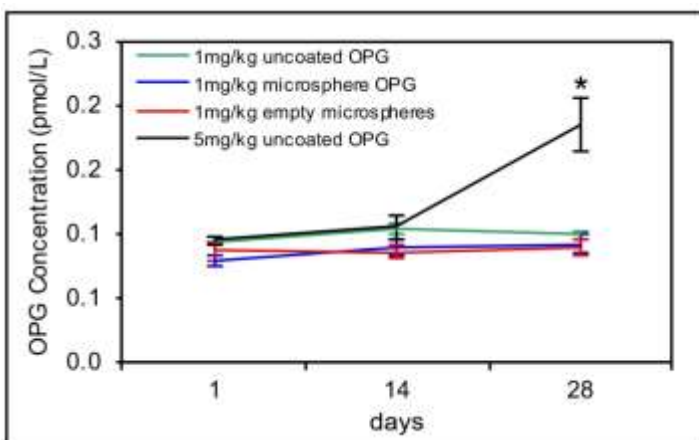 0.3
0.2
0.2
0.1
0.1
0.0
OPG Concentration (pmol/L)
1mg/kg uncoated OPG
1mg/kg microsphere OPG
1mg/kg empty microspheres
5mg/kg uncoated OPG
*
1 14 28
days